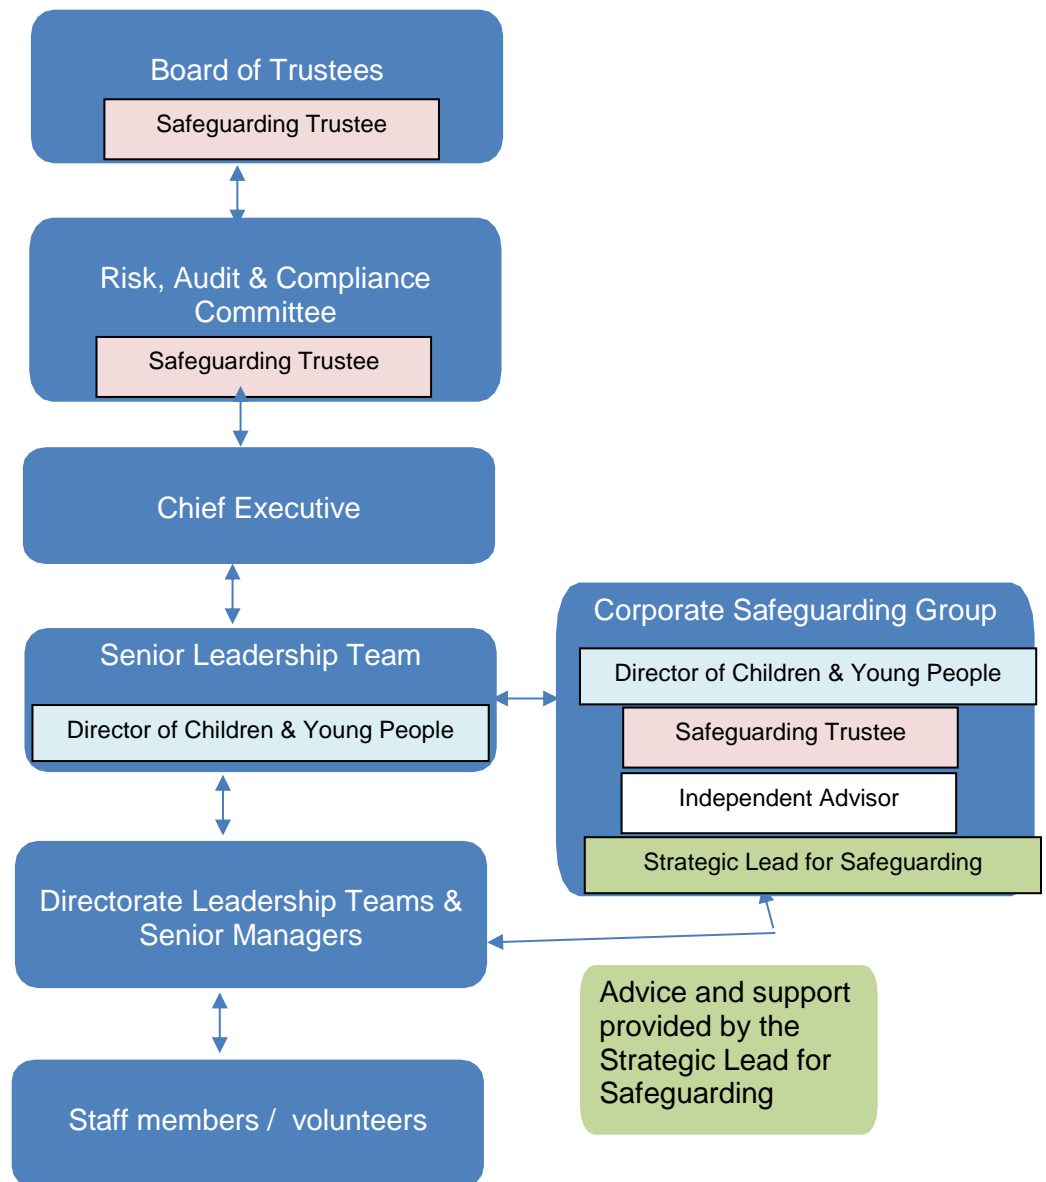 Board of Trustees
Safeguarding Trustee
Risk, Audit & Compliance
Committee
Safeguarding Trustee
Chief Executive
Senior Leadership Team
Director of Children & Young People
Corporate Safeguarding Group
Director of Children & Young People
Safeguarding Trustee
Independent Advisor
Strategic Lead for Safeguarding
Directorate Leadership Teams &
Senior Managers
Advice and support
provided by the
Strategic Lead for
Safeguarding
Staff members / volunteers